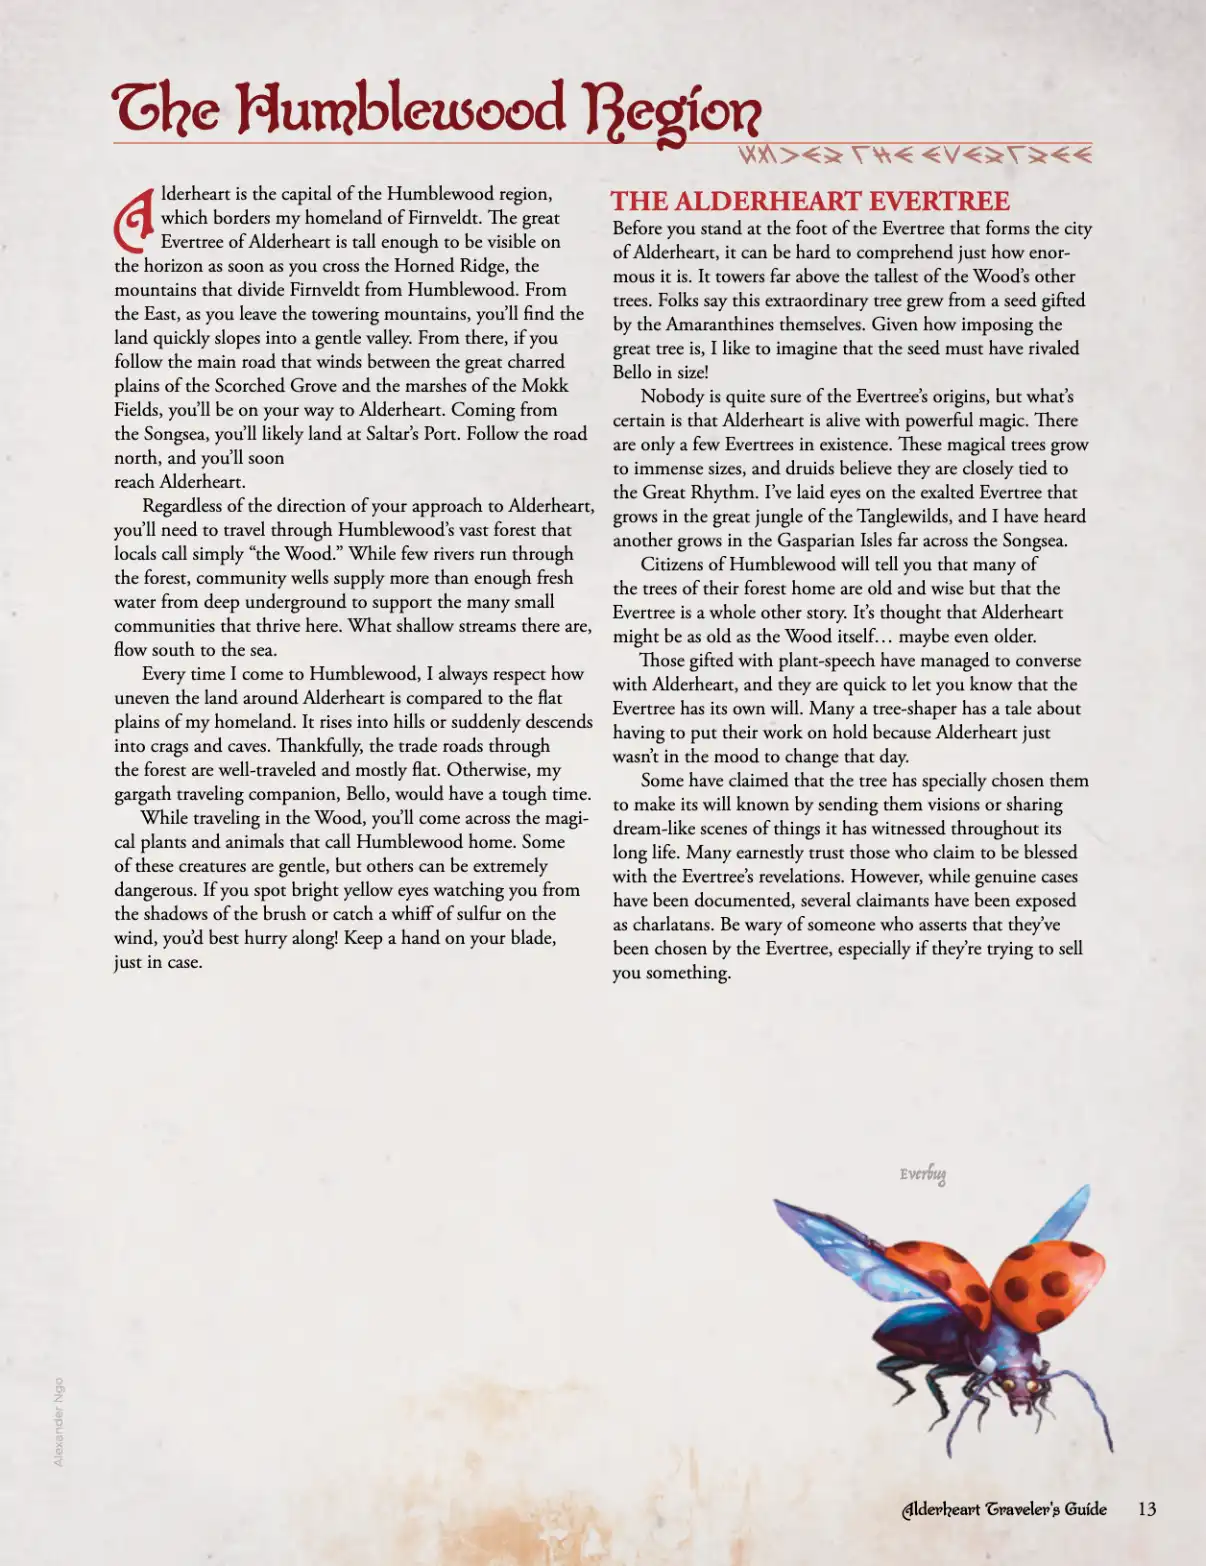 The Humblewood Region
Alderheart is the capital of the Humblewood region,
which borders my homeland of Firnveldt. The great
Evertree of Alderheart is tall enough to be visible on
the horizon as soon as you cross the Horned Ridge, the
mountains that divide Firnveldt from Humblewood. From
the East, as you leave the towering mountains, you’ll find the
land quickly slopes into a gentle valley. From there, if you
follow the main road that winds between the great charred
plains of the Scorched Grove and the marshes of the Mokk
Fields, you’ll be on your way to Alderheart. Coming from
the Songsea, you’ll likely land at Saltar’s Port. Follow the road
north, and you’ll soon
reach Alderheart.
Regardless of the direction of your approach to Alderheart,
you’ll need to travel through Humblewood’s vast forest that
locals call simply “the Wood.” While few rivers run through
the forest, community wells supply more than enough fresh
water from deep underground to support the many small
communities that thrive here. What shallow streams there are,
flow south to the sea.
Every time I come to Humblewood, I always respect how
uneven the land around Alderheart is compared to the flat
plains of my homeland. It rises into hills or suddenly descends
into crags and caves. Thankfully, the trade roads through
the forest are well-traveled and mostly flat. Otherwise, my
gargath traveling companion, Bello, would have a tough time.
While traveling in the Wood, you’ll come across the magi-
cal plants and animals that call Humblewood home. Some
of these creatures are gentle, but others can be extremely
dangerous. If you spot bright yellow eyes watching you from
the shadows of the brush or catch a whiff of sulfur on the
wind, you’d best hurry along! Keep a hand on your blade,
just in case.
THE ALDERHEART EVERTREE
Before you stand at the foot of the Evertree that forms the city
of Alderheart, it can be hard to comprehend just how enor-
mous it is. It towers far above the tallest of the Wood’s other
trees. Folks say this extraordinary tree grew from a seed gifted
by the Amaranthines themselves. Given how imposing the
great tree is, I like to imagine that the seed must have rivaled
Bello in size!
Nobody is quite sure of the Evertree’s origins, but what’s
certain is that Alderheart is alive with powerful magic. There
are only a few Evertrees in existence. These magical trees grow
to immense sizes, and druids believe they are closely tied to
the Great Rhythm. I’ve laid eyes on the exalted Evertree that
grows in the great jungle of the Tanglewilds, and I have heard
another grows in the Gasparian Isles far across the Songsea.
Citizens of Humblewood will tell you that many of
the trees of their forest home are old and wise but that the
Evertree is a whole other story. It’s thought that Alderheart
might be as old as the Wood itself… maybe even older.
Those gifted with plant-speech have managed to converse
with Alderheart, and they are quick to let you know that the
Evertree has its own will. Many a tree-shaper has a tale about
having to put their work on hold because Alderheart just
wasn’t in the mood to change that day.
Some have claimed that the tree has specially chosen them
to make its will known by sending them visions or sharing
dream-like scenes of things it has witnessed throughout its
long life. Many earnestly trust those who claim to be blessed
with the Evertree’s revelations. However, while genuine cases
have been documented, several claimants have been exposed
as charlatans. Be wary of someone who asserts that they’ve
been chosen by the Evertree, especially if they’re trying to sell
you something.
Everbug
Alexander Ngo
Alderheart Traveler's Guide 13